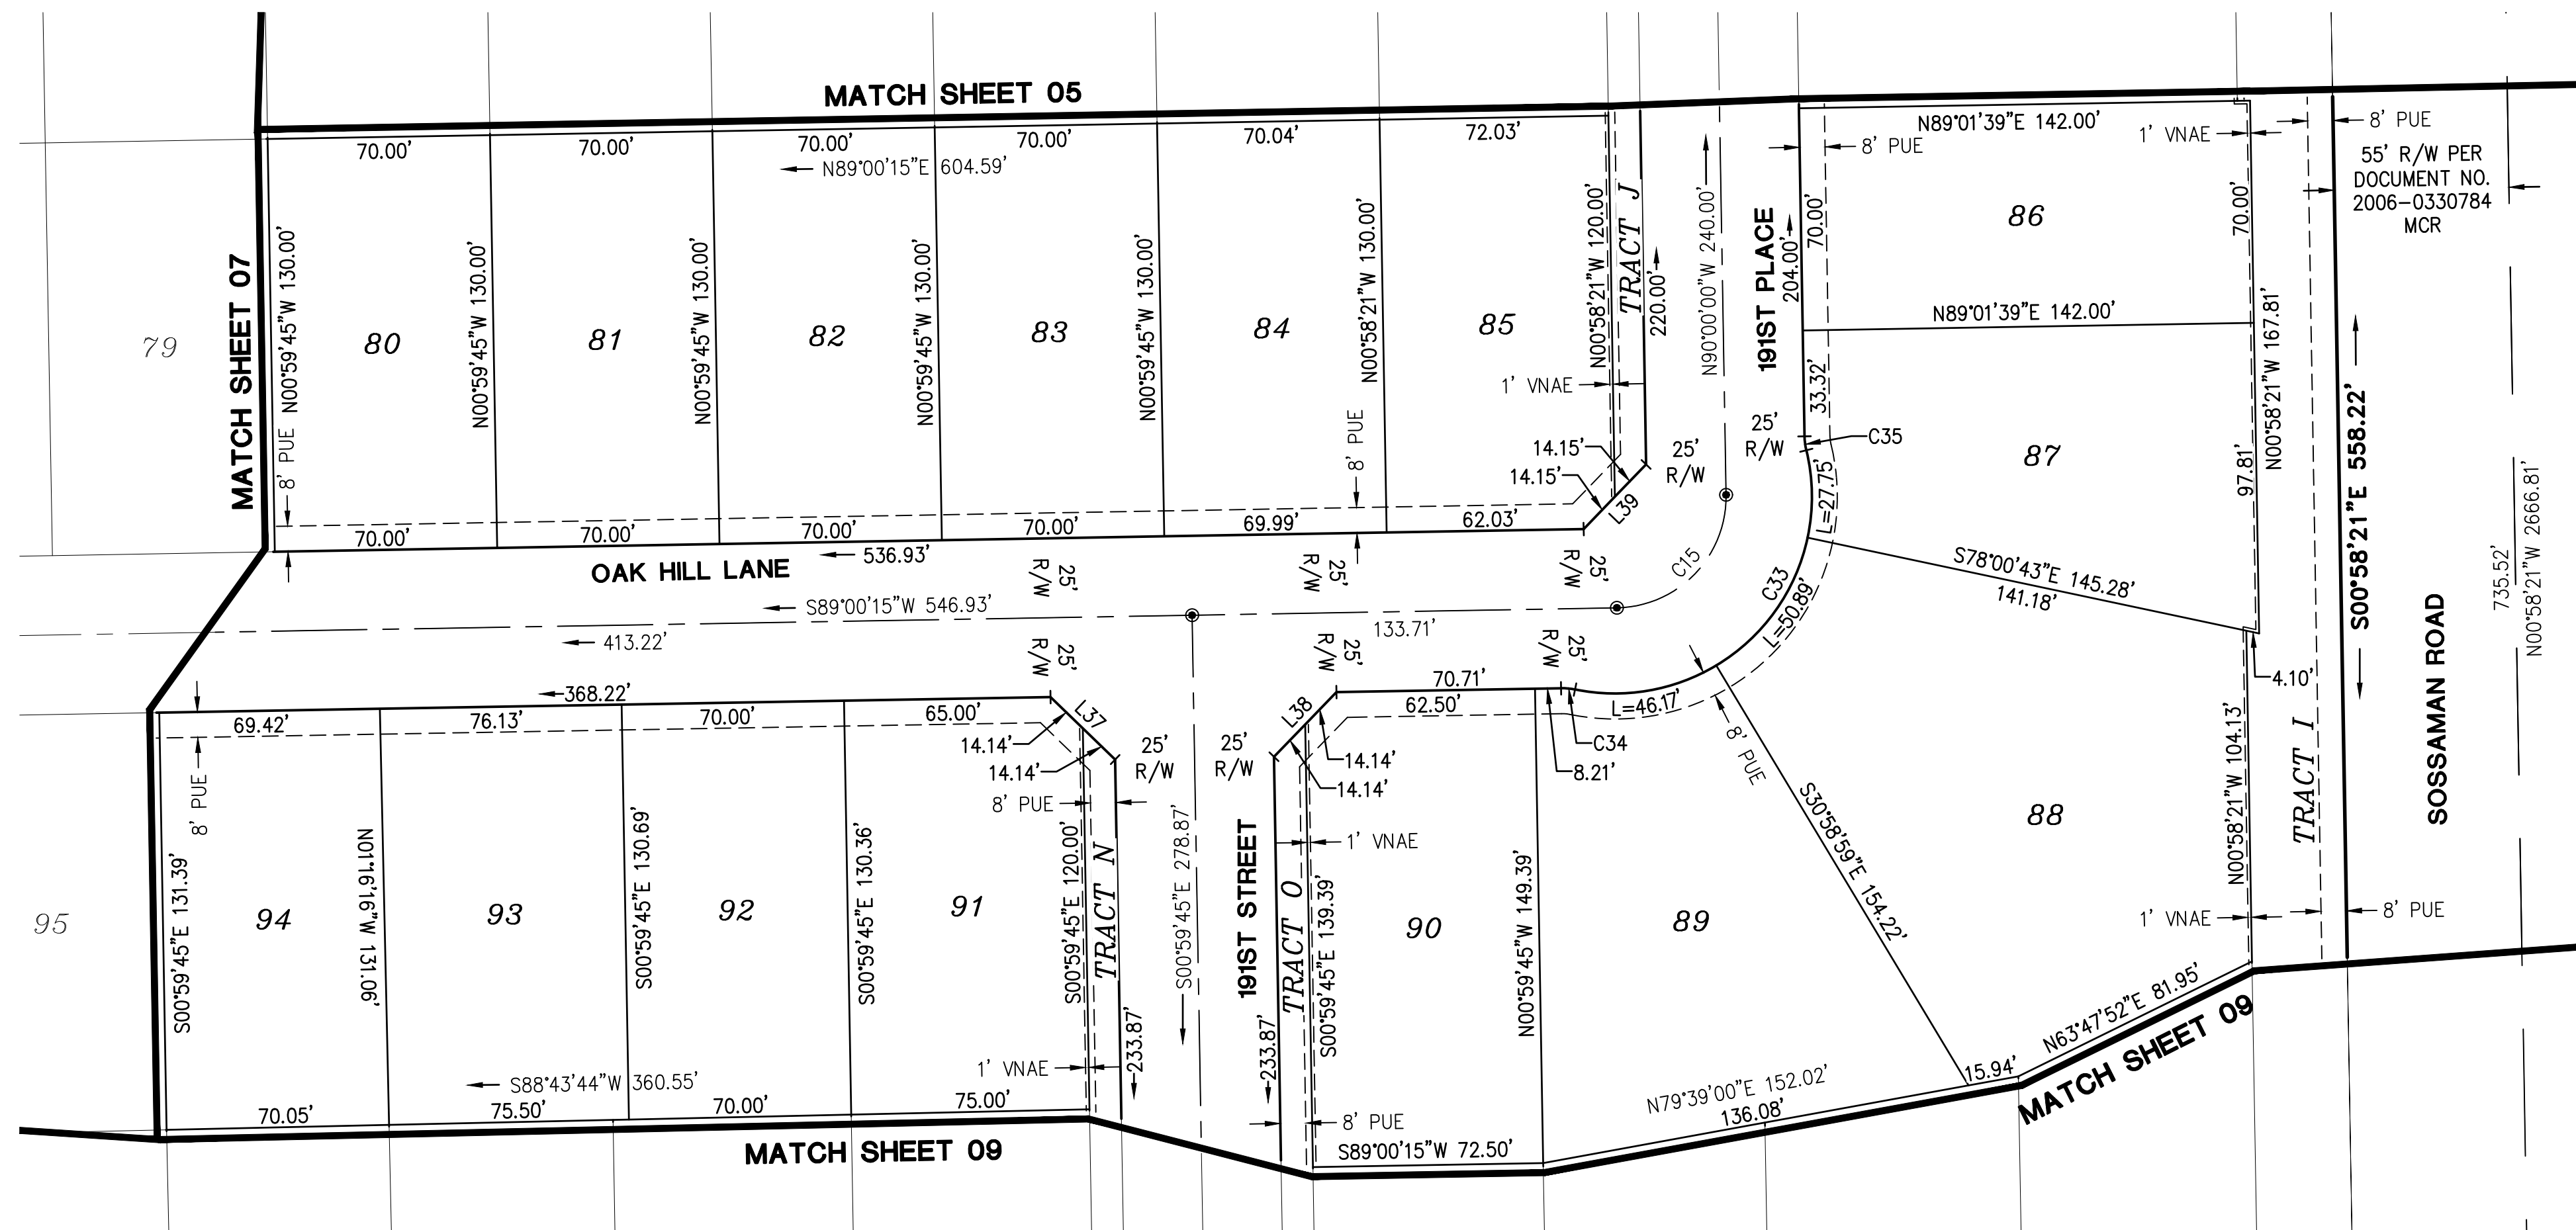 MATCH SHEET 05
70.00'
70.00'
70.00'
70.00'
70.04'
72.03'
N89°00'15"E 604.59'
N89°01'39"E 142.00'
1' VNAE
8' PUE
8' PUE
55' R/W PER
DOCUMENT NO.
2006-0330784
MCR
MATCH SHEET 07
79
N00°59'45"W 130.00'
8' PUE
80
N00°59'45"W 130.00'
81
N00°59'45"W 130.00'
82
N00°59'45"W 130.00'
83
N00°59'45"W 130.00'
84
N00°58'21"W 130.00'
8' PUE
85
N00°58'21"W 120.00'
1' VNAE
TRACT J
220.00'
N90°00'00"W 240.00'
191ST PLACE
204.00'
70.00'
86
70.00'
N89°01'39"E 142.00'
33.32'
25'
R/W
25'
R/W
C35
87
97.81'
N00°58'21"W 167.81'
S00°58'21"E 558.22'
735.52'
N00°58'21"W 2666.81'
SOSSAMAN ROAD
14.15'
14.15'
L39
L=27.75'
70.00'
70.00'
70.00'
70.00'
69.99'
62.03'
OAK HILL LANE
536.93'
25'
R/W
25'
R/W
25'
R/W
C15
C33
L=50.89'
S78°00'43"E 145.28'
141.18'
S89°00'15"W 546.93'
413.22'
133.71'
25'
R/W
25'
R/W
25'
R/W
4.10'
368.22'
70.71'
69.42'
76.13'
70.00'
65.00'
62.50'
L=46.17'
L37
L38
14.14'
14.14'
14.14'
14.14'
25'
R/W
25'
R/W
C34
8.21'
8' PUE
8' PUE
8' PUE
95
S00°59'45"E 131.39'
94
N01°16'16"W 131.06'
93
S00°59'45"E 130.69'
92
S00°59'45"E 130.36'
91
S00°59'45"E 120.00'
TRACT N
233.87'
S00°59'45"E 278.87'
191ST STREET
233.87'
TRACT O
1' VNAE
S00°59'45"E 139.39'
90
N00°59'45"W 149.39'
89
S30°58'59"E 154.22'
88
N00°58'21"W 104.13'
TRACT I
1' VNAE
8' PUE
1' VNAE
S88°43'44"W 360.55'
70.05'
75.50'
70.00'
75.00'
MATCH SHEET 09
8' PUE
S89°00'15"W 72.50'
N79°39'00"E 152.02'
136.08'
15.94'
N63°47'52"E 81.95'
MATCH SHEET 09